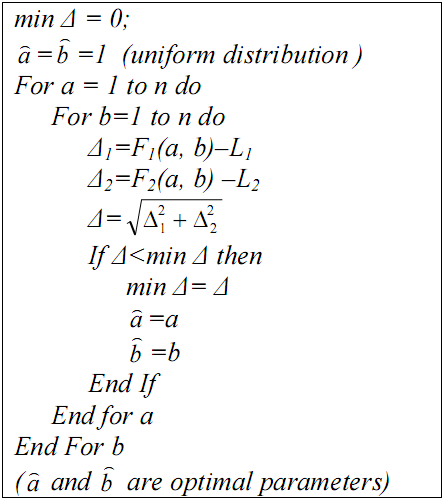 min Δ = 0;
â = b̂ =1 (uniform distribution )
For a = 1 to n do
For b=1 to n do
Δ₁=F₁(a, b)–L₁
Δ₂=F₂(a, b) –L₂
Δ= √(Δ₁² + Δ₂²)
If Δ<min Δ then
min Δ= Δ
â =a
b̂ =b
End If
End for a
End For b
(â and b̂ are optimal parameters)